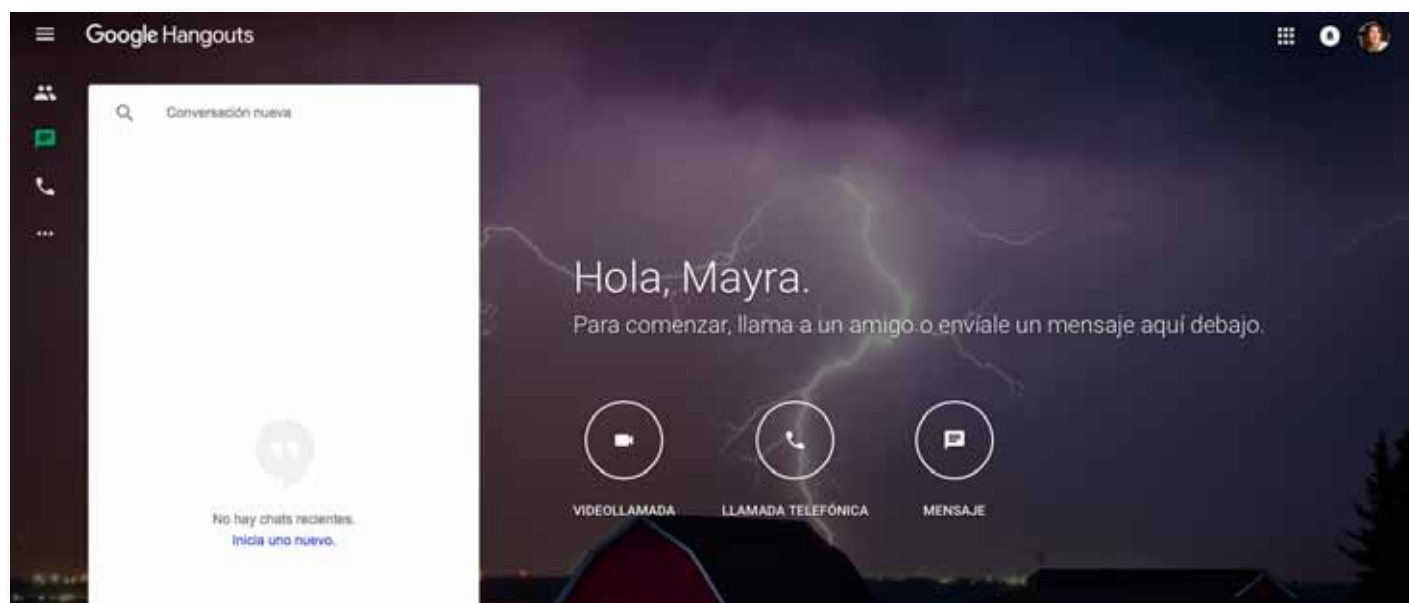 Google Hangouts
Conversación nueva
No hay chats recientes.
Inicia uno nuevo.
Hola, Mayra.
Para comenzar, llama a un amigo o envíale un mensaje aquí debajo.
VIDEOLLAMADA
LLAMADA TELEFÓNICA
MENSAJE